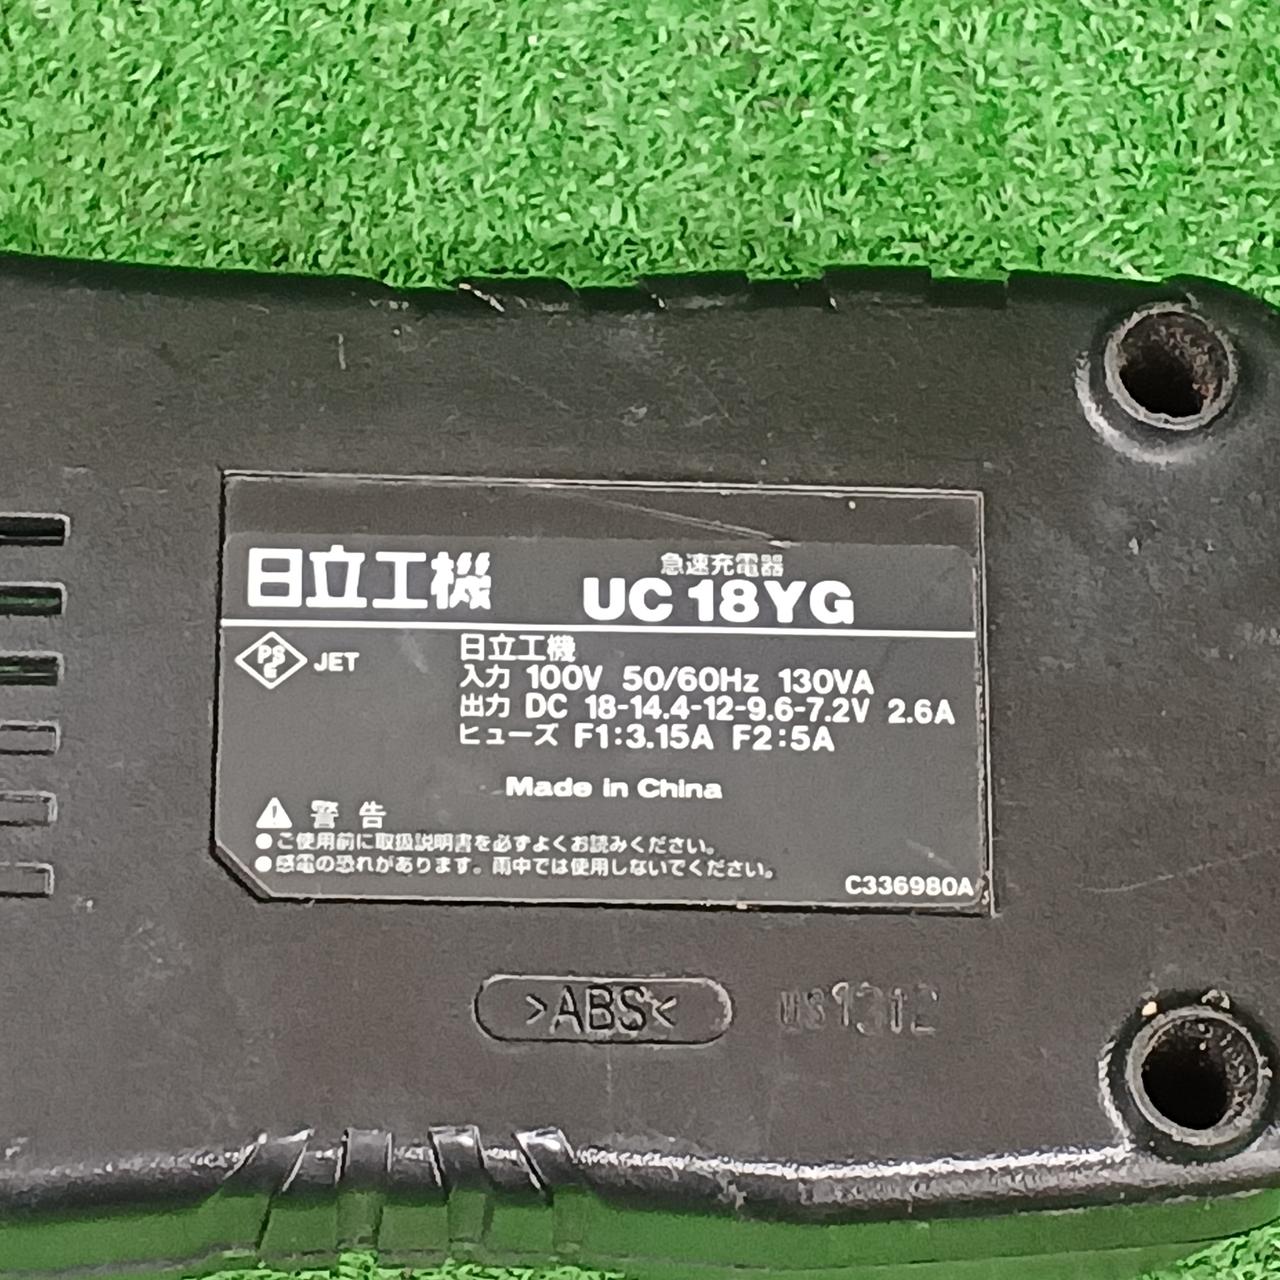 日立工機
急速充電器
UC 18YG
PSE JET
日立工機
入力 100V 50/60Hz 130VA
出力 DC 18-14.4-12-9.6-7.2V 2.6A
ヒューズ F1:3.15A F2:5A
Made in China
警告
●ご使用前に取扱説明書を必ずよくお読みください。
●感電の恐れがあります。雨中では使用しないでください。
C336980A
>ABS<